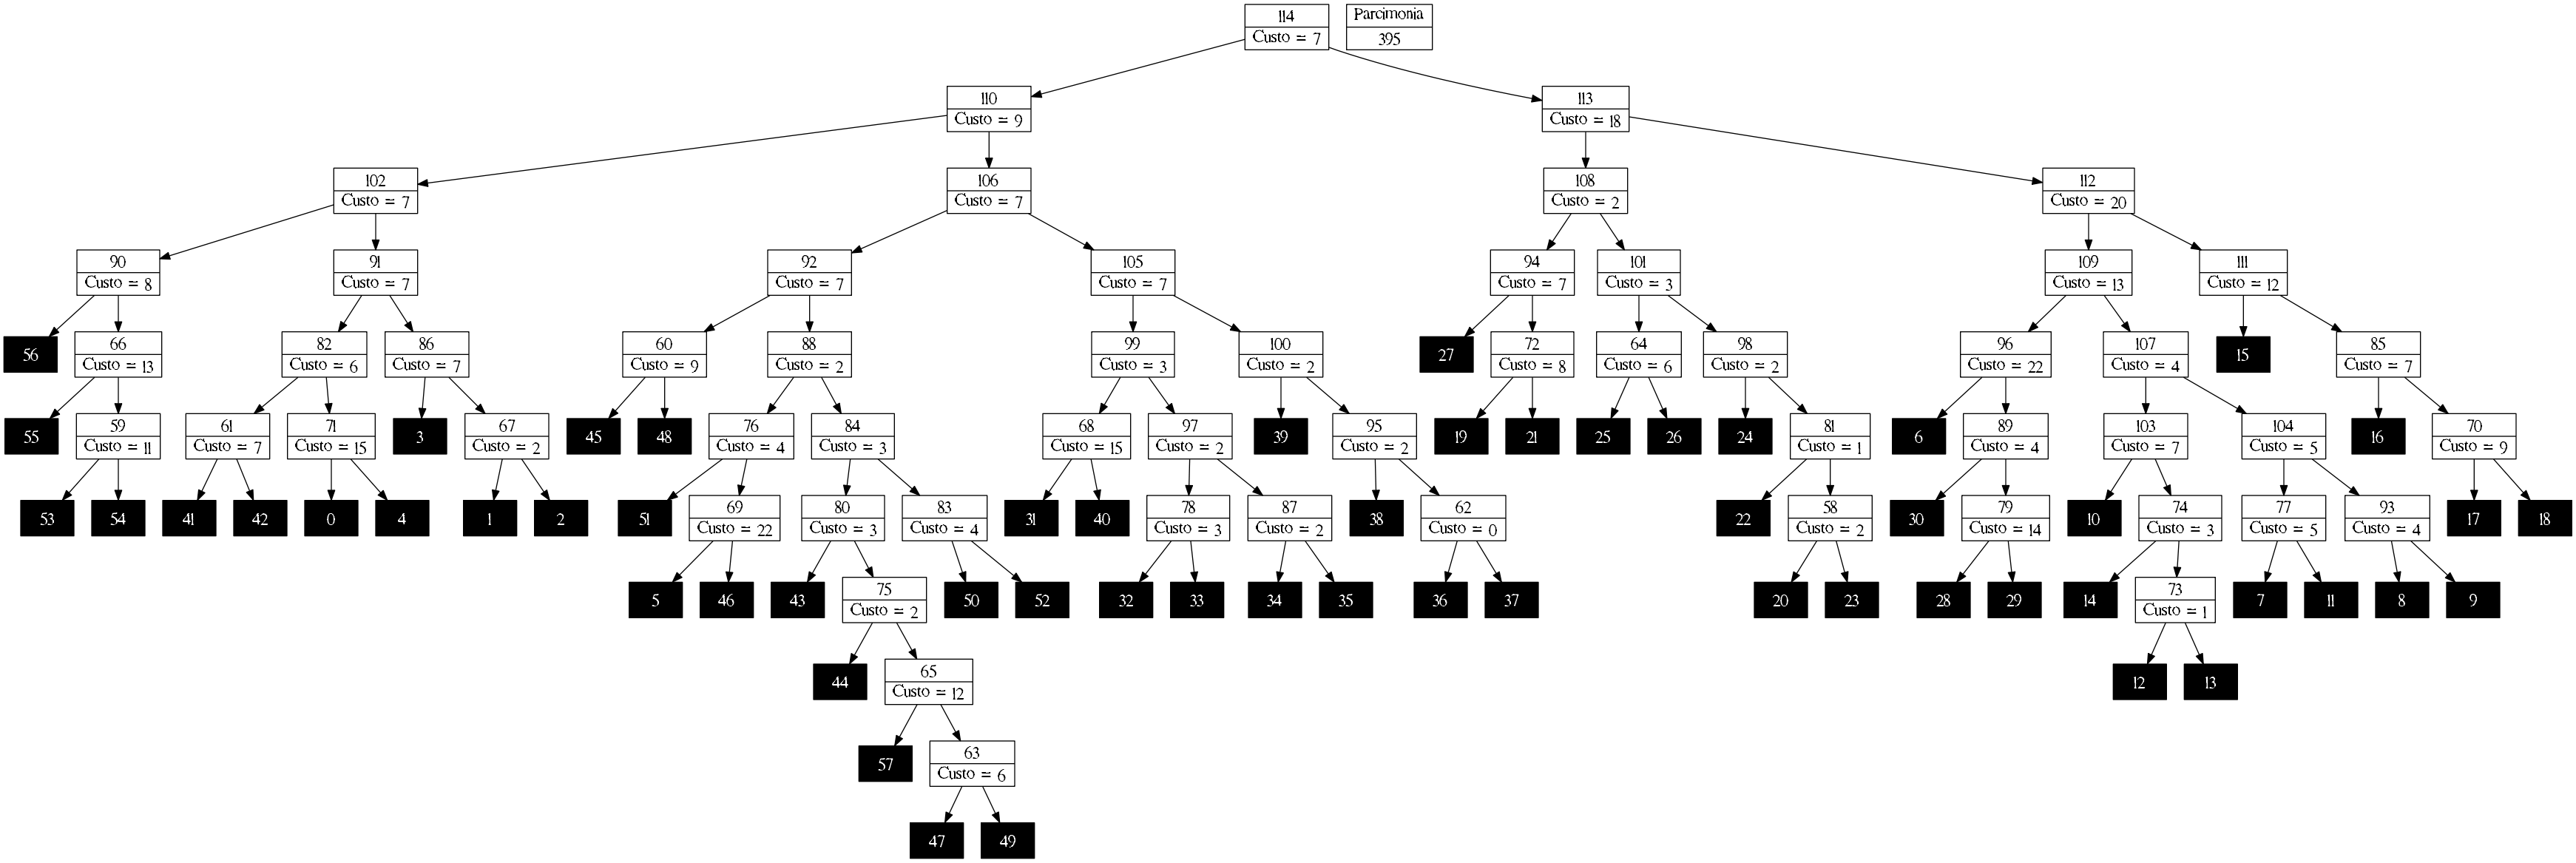 114
Custo = 7
Parcimonia
395
110
Custo = 9
113
Custo = 18
102
Custo = 7
106
Custo = 7
108
Custo = 2
112
Custo = 20
90
Custo = 8
91
Custo = 7
92
Custo = 7
105
Custo = 7
94
Custo = 7
101
Custo = 3
109
Custo = 13
111
Custo = 12
56
66
Custo = 13
82
Custo = 6
86
Custo = 7
60
Custo = 9
88
Custo = 2
99
Custo = 3
100
Custo = 2
27
72
Custo = 8
64
Custo = 6
98
Custo = 2
96
Custo = 22
107
Custo = 4
15
85
Custo = 7
55
59
Custo = 11
61
Custo = 7
71
Custo = 15
3
67
Custo = 2
45
48
76
Custo = 4
84
Custo = 3
68
Custo = 15
97
Custo = 2
39
95
Custo = 2
19
21
25
26
24
81
Custo = 1
6
89
Custo = 4
103
Custo = 7
104
Custo = 5
16
70
Custo = 9
53
54
41
42
0
4
1
2
51
69
Custo = 22
80
Custo = 3
83
Custo = 4
31
40
78
Custo = 3
87
Custo = 2
38
62
Custo = 0
22
58
Custo = 2
30
79
Custo = 14
10
74
Custo = 3
77
Custo = 5
93
Custo = 4
17
18
5
46
43
75
Custo = 2
50
52
32
33
34
35
36
37
20
23
28
29
14
73
Custo = 1
7
11
8
9
44
65
Custo = 12
12
13
57
63
Custo = 6
47
49